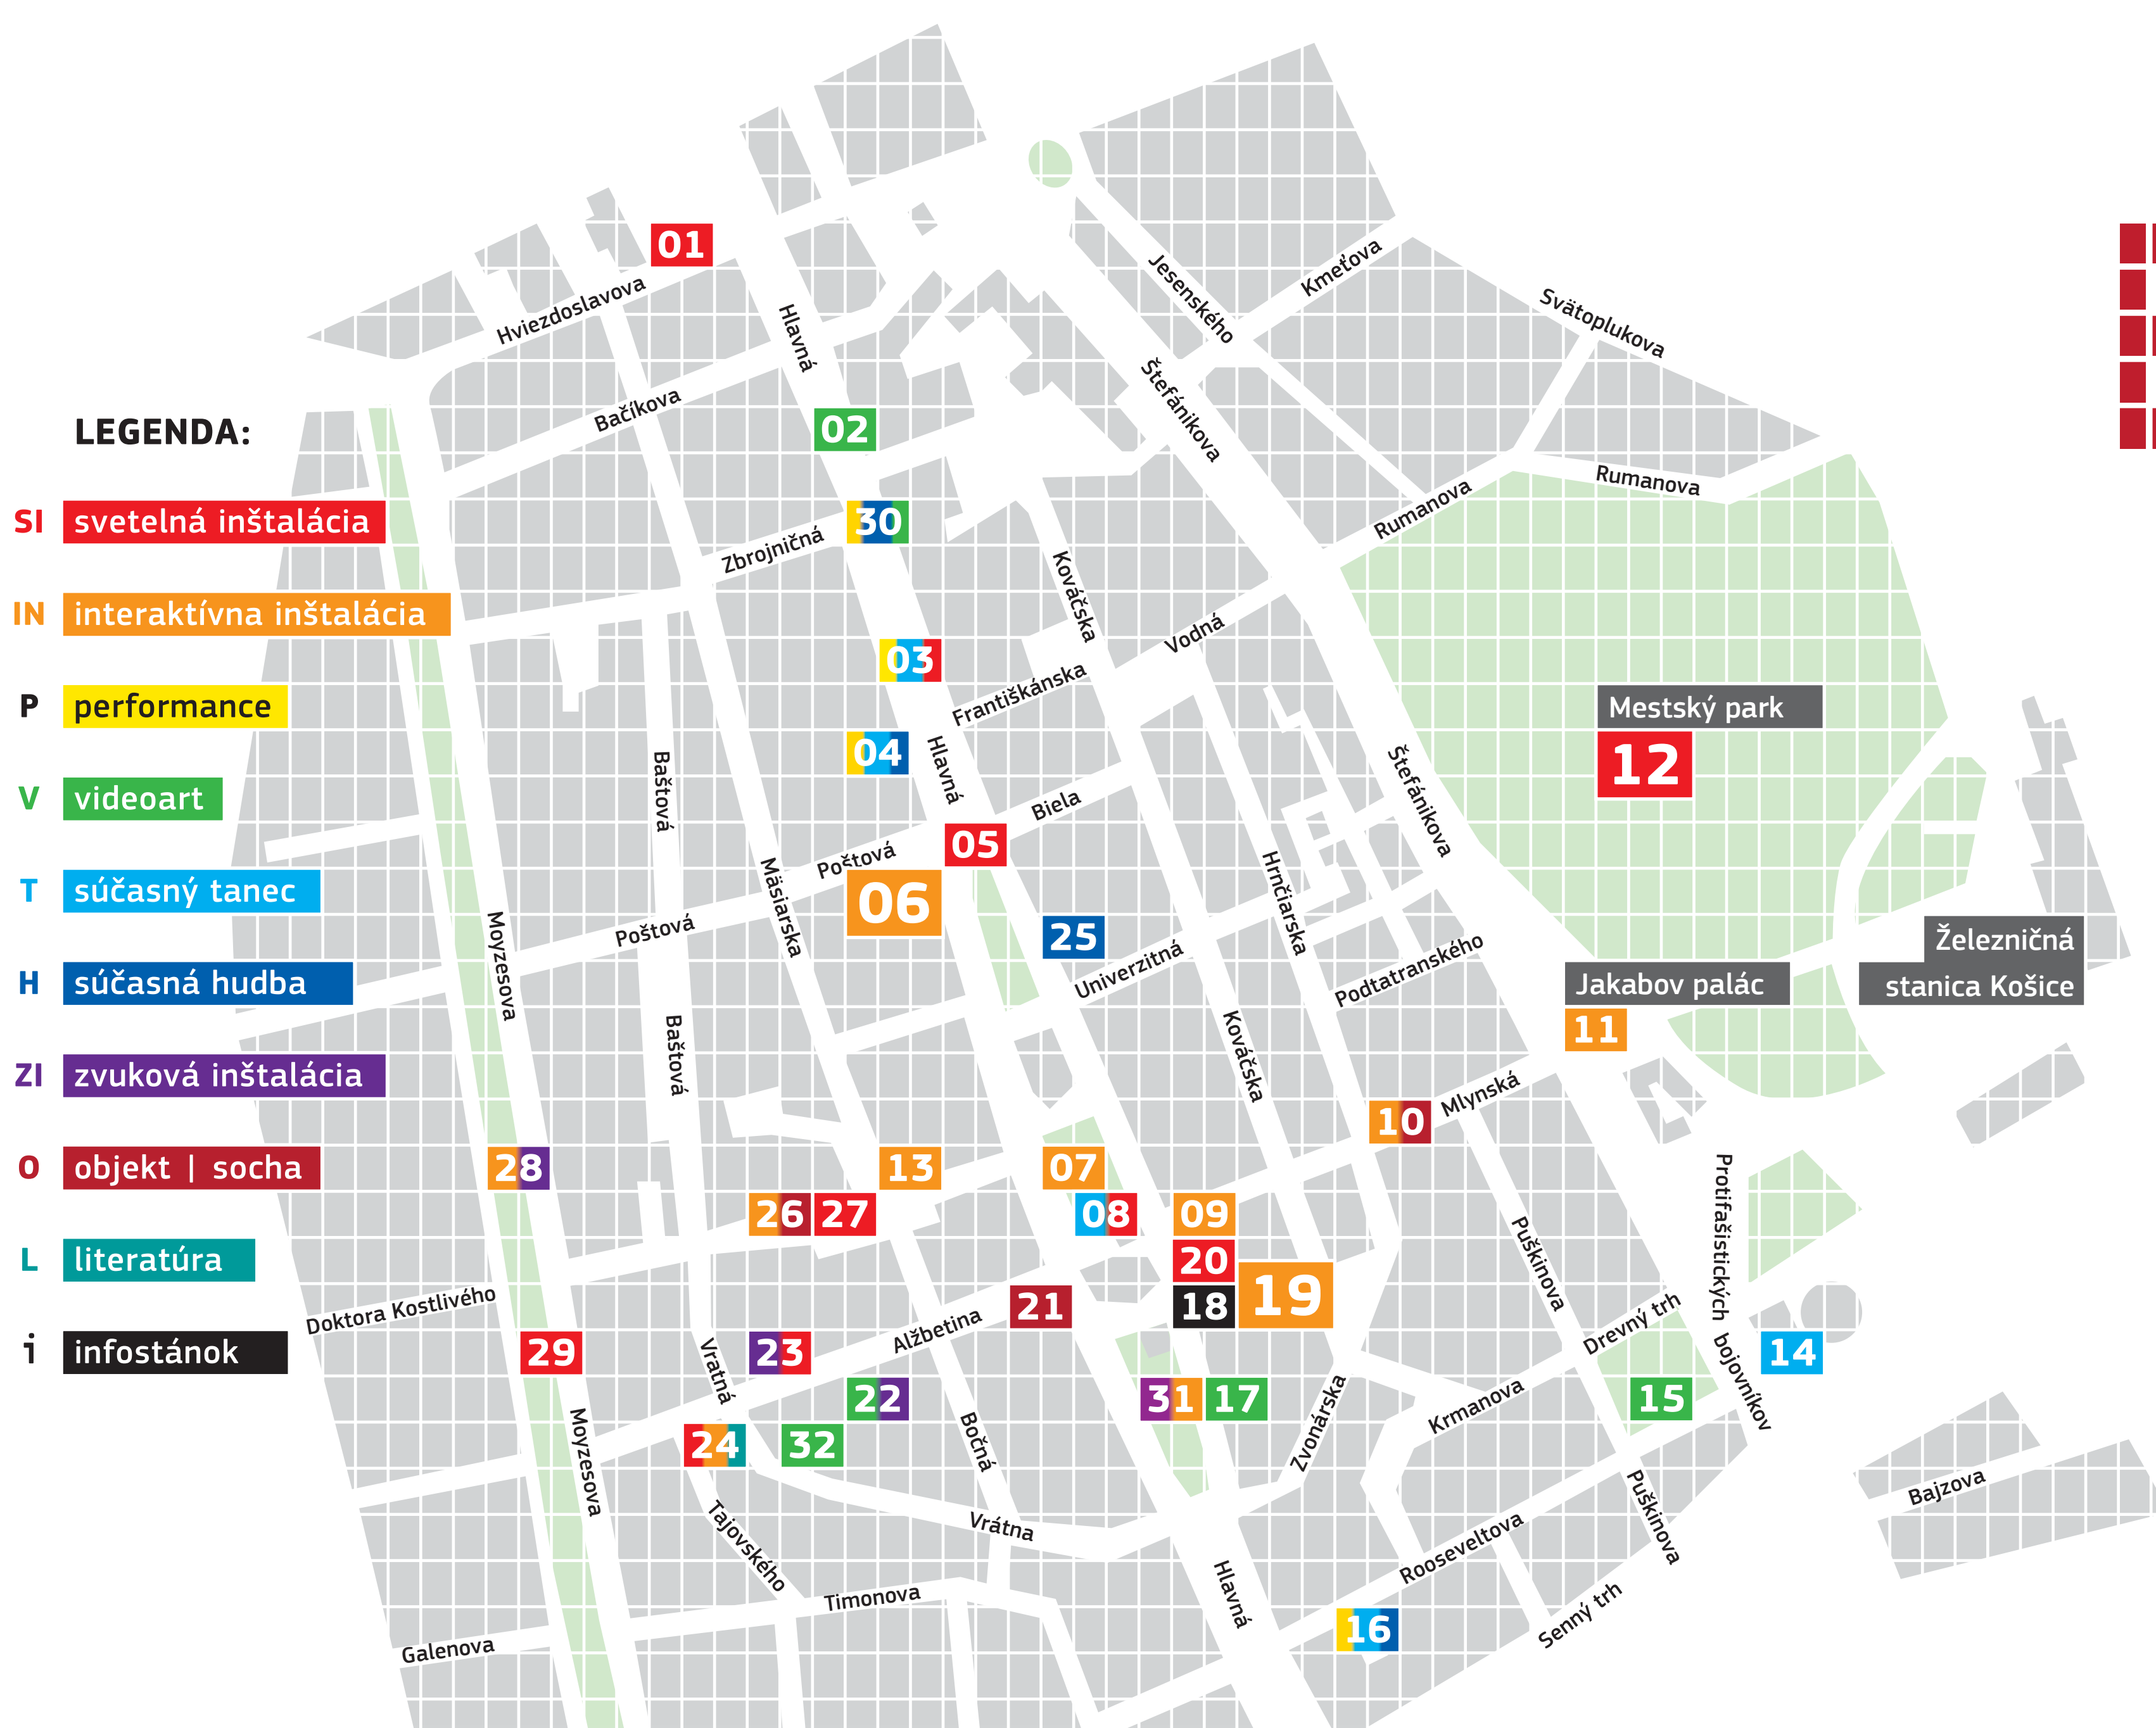 01
Hviezdoslavova
Hlavná
Jesenského
Kmeťova
Svätoplukova
Štefánikova
Bačíkova
02
LEGENDA:
SI svetelná inštalácia
IN interaktívna inštalácia
P performance
V videoart
T súčasný tanec
H súčasná hudba
ZI zvuková inštalácia
O objekt | socha
L literatúra
i infostánok
Rumanova
Rumanova
30
Zbrojničná
Kováčska
Vodná
03
Františkánska
04
Hlavná
Baštová
Mestský park
12
Štefánikova
Biela
05
Poštová
06
Mäsiarska
Hrnčiarska
Poštová
25
Univerzitná
Podtatranského
Moyzesova
Železničná
stanica Košice
Jakabov palác
11
Baštová
Kováčska
Mlynská
10
28
13
07
26
27
08
09
20
19
18
21
Puškinova
Protifašistických bojovníkov
Doktora Kostlivého
Alžbetina
Drevný trh
29
Vratná
23
14
22
31
17
15
Krmanova
Zvonárska
24
32
Bočná
Moyzesova
Tajovského
Vrátna
Puškinova
Bajzova
Rooseveltova
Hlavná
Timonova
Senný trh
16
Galenova